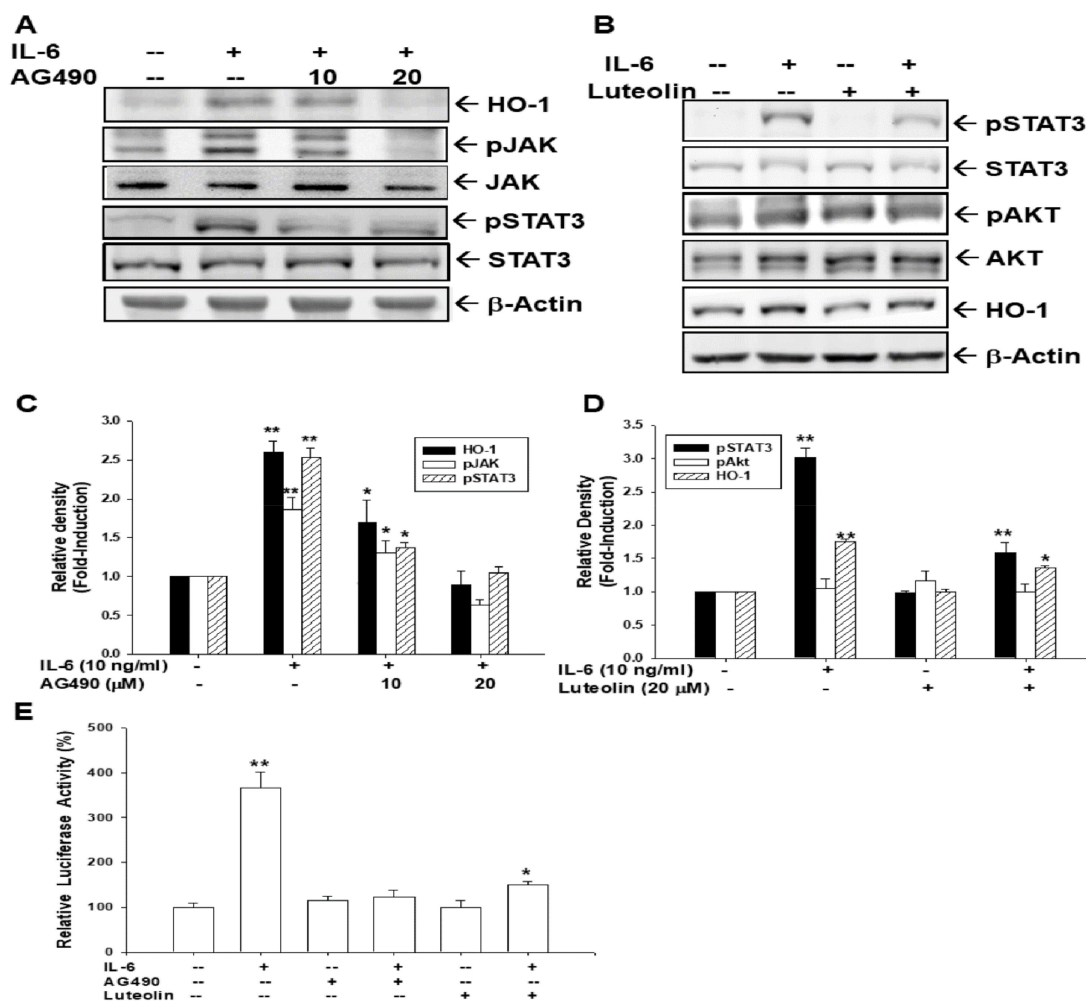 A
IL-6 -- + + +
AG490 -- -- 10 20
← HO-1
← pJAK
← JAK
← pSTAT3
← STAT3
← β-Actin
B
IL-6 -- + -- +
Luteolin -- -- + +
← pSTAT3
← STAT3
← pAKT
← AKT
← HO-1
← β-Actin
C
Relative density
(Fold-Induction)
3.0
2.5
2.0
1.5
1.0
0.5
0.0
HO-1
pJAK
pSTAT3
** ** **
* * *
IL-6 (10 ng/ml) - + + +
AG490 (µM) - - 10 20
D
Relative Density
(Fold-Induction)
3.5
3.0
2.5
2.0
1.5
1.0
0.5
0.0
pSTAT3
pAkt
HO-1
** **
** *
IL-6 (10 ng/ml) - + - +
Luteolin (20 µM) - - + +
E
Relative Luciferase Activity (%)
500
400
300
200
100
0
**
*
IL-6 -- + -- + -- +
AG490 -- -- + + -- --
Luteolin -- -- -- -- + +